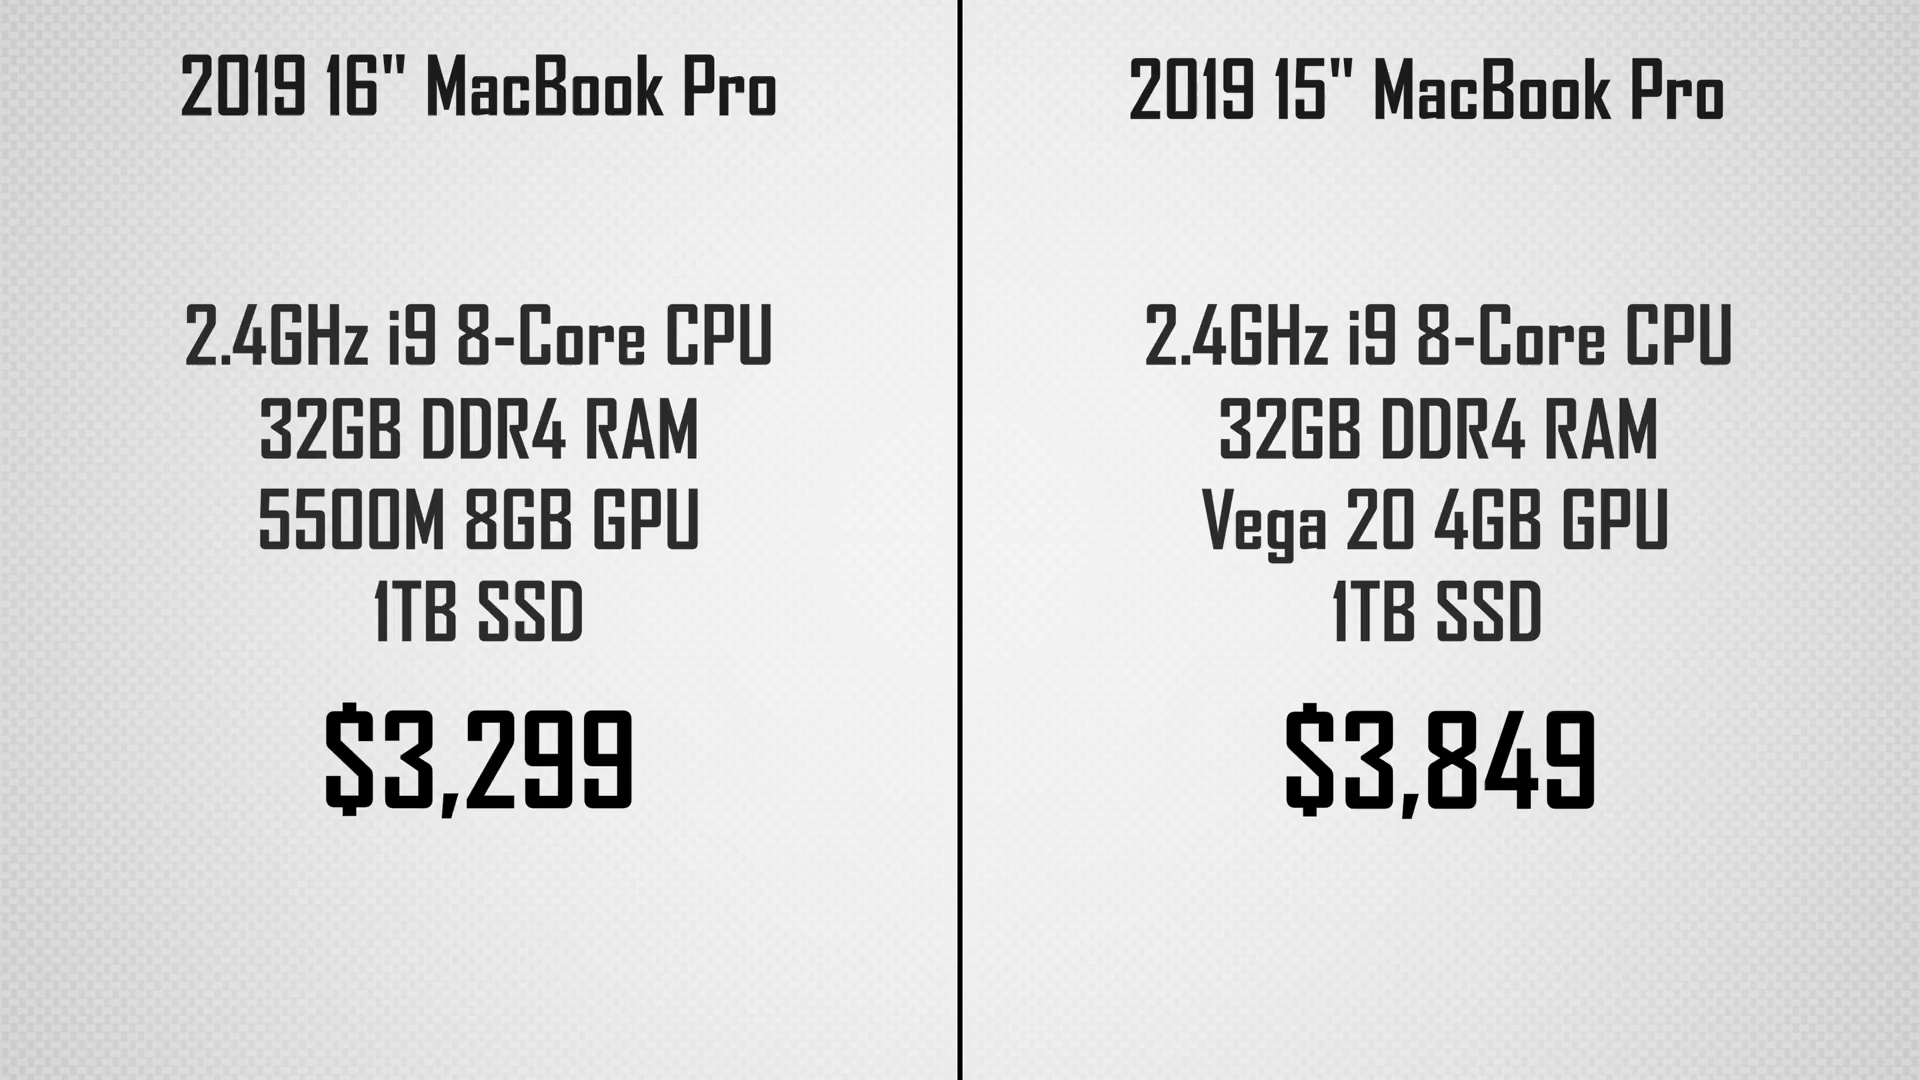 2019 16" MacBook Pro
2.4GHz i9 8-Core CPU
32GB DDR4 RAM
5500M 8GB GPU
1TB SSD
$3,299
2019 15" MacBook Pro
2.4GHz i9 8-Core CPU
32GB DDR4 RAM
Vega 20 4GB GPU
1TB SSD
$3,849